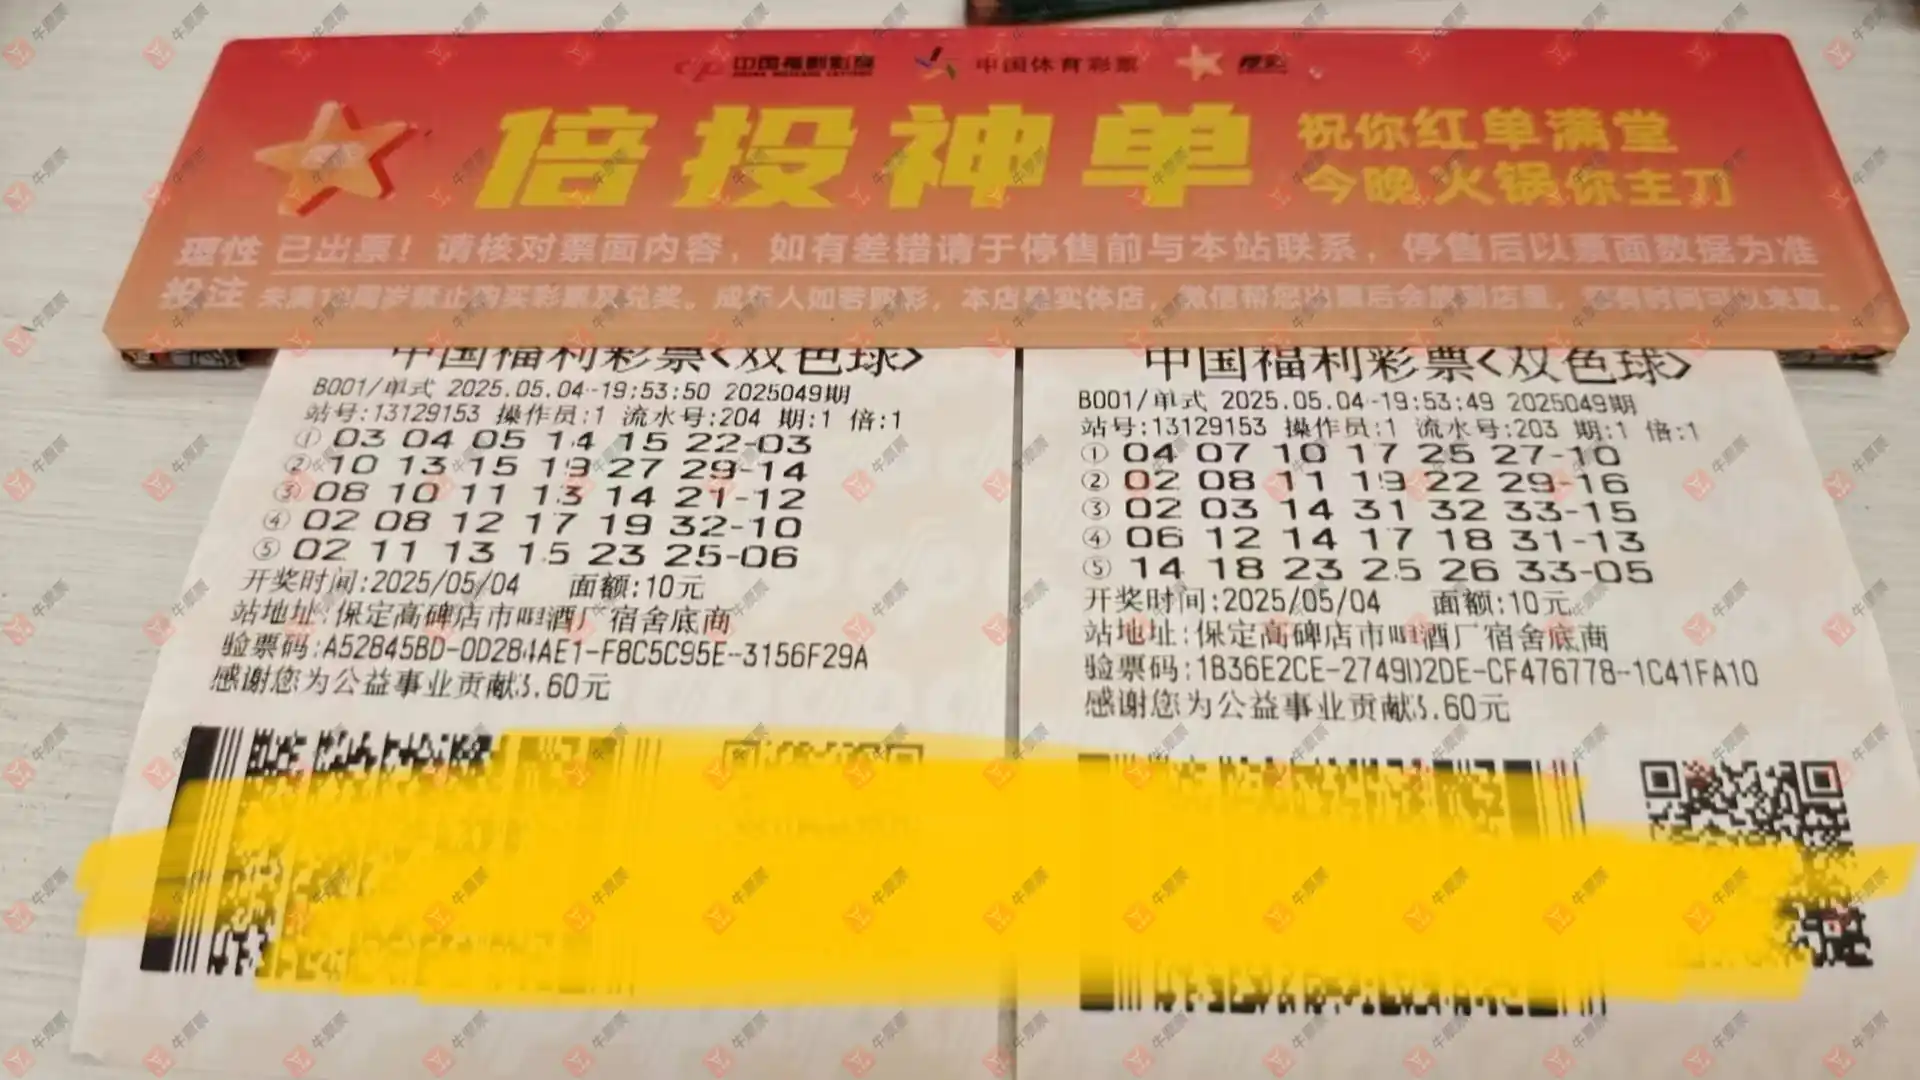 中国福利彩票 中国体育彩票
倍投神单
祝你红单满堂
今晚火锅你主刀
理性投注
已出票！请核对票面内容，如有差错请于停售前与本站联系，停售后以票面数据为准
未满18周岁禁止购买彩票及兑奖。
中国福利彩票<双色球>
B001/单式 2025.05.04-19:53:50 2025049期
站号:13129153 操作员:1 流水号:204 期:1 倍:1
① 03 04 05 14 15 22-03
② 10 13 15 19 27 29-14
③ 08 10 11 13 14 21-12
④ 02 08 12 17 19 32-10
⑤ 02 11 13 15 23 25-06
开奖时间:2025/05/04 面额:10元
站地址:保定高碑店市 酒厂宿舍底商
验票码:A52845BD-0D284AE1-F8C5C95E-3156F29A
感谢您为公益事业贡献3.60元
中国福利彩票<双色球>
B001/单式 2025.05.04-19:53:49 2025049期
站号:13129153 操作员:1 流水号:203 期:1 倍:1
① 04 07 10 17 25 27-10
② 02 08 11 19 22 29-16
③ 02 03 14 31 32 33-15
④ 06 12 14 17 18 31-13
⑤ 14 18 23 25 26 33-05
开奖时间:2025/05/04 面额:10元
站地址:保定高碑店市 酒厂宿舍底商
验票码:1B36E2CE-2749D2DE-CF476778-1C41FA10
感谢您为公益事业贡献3.60元